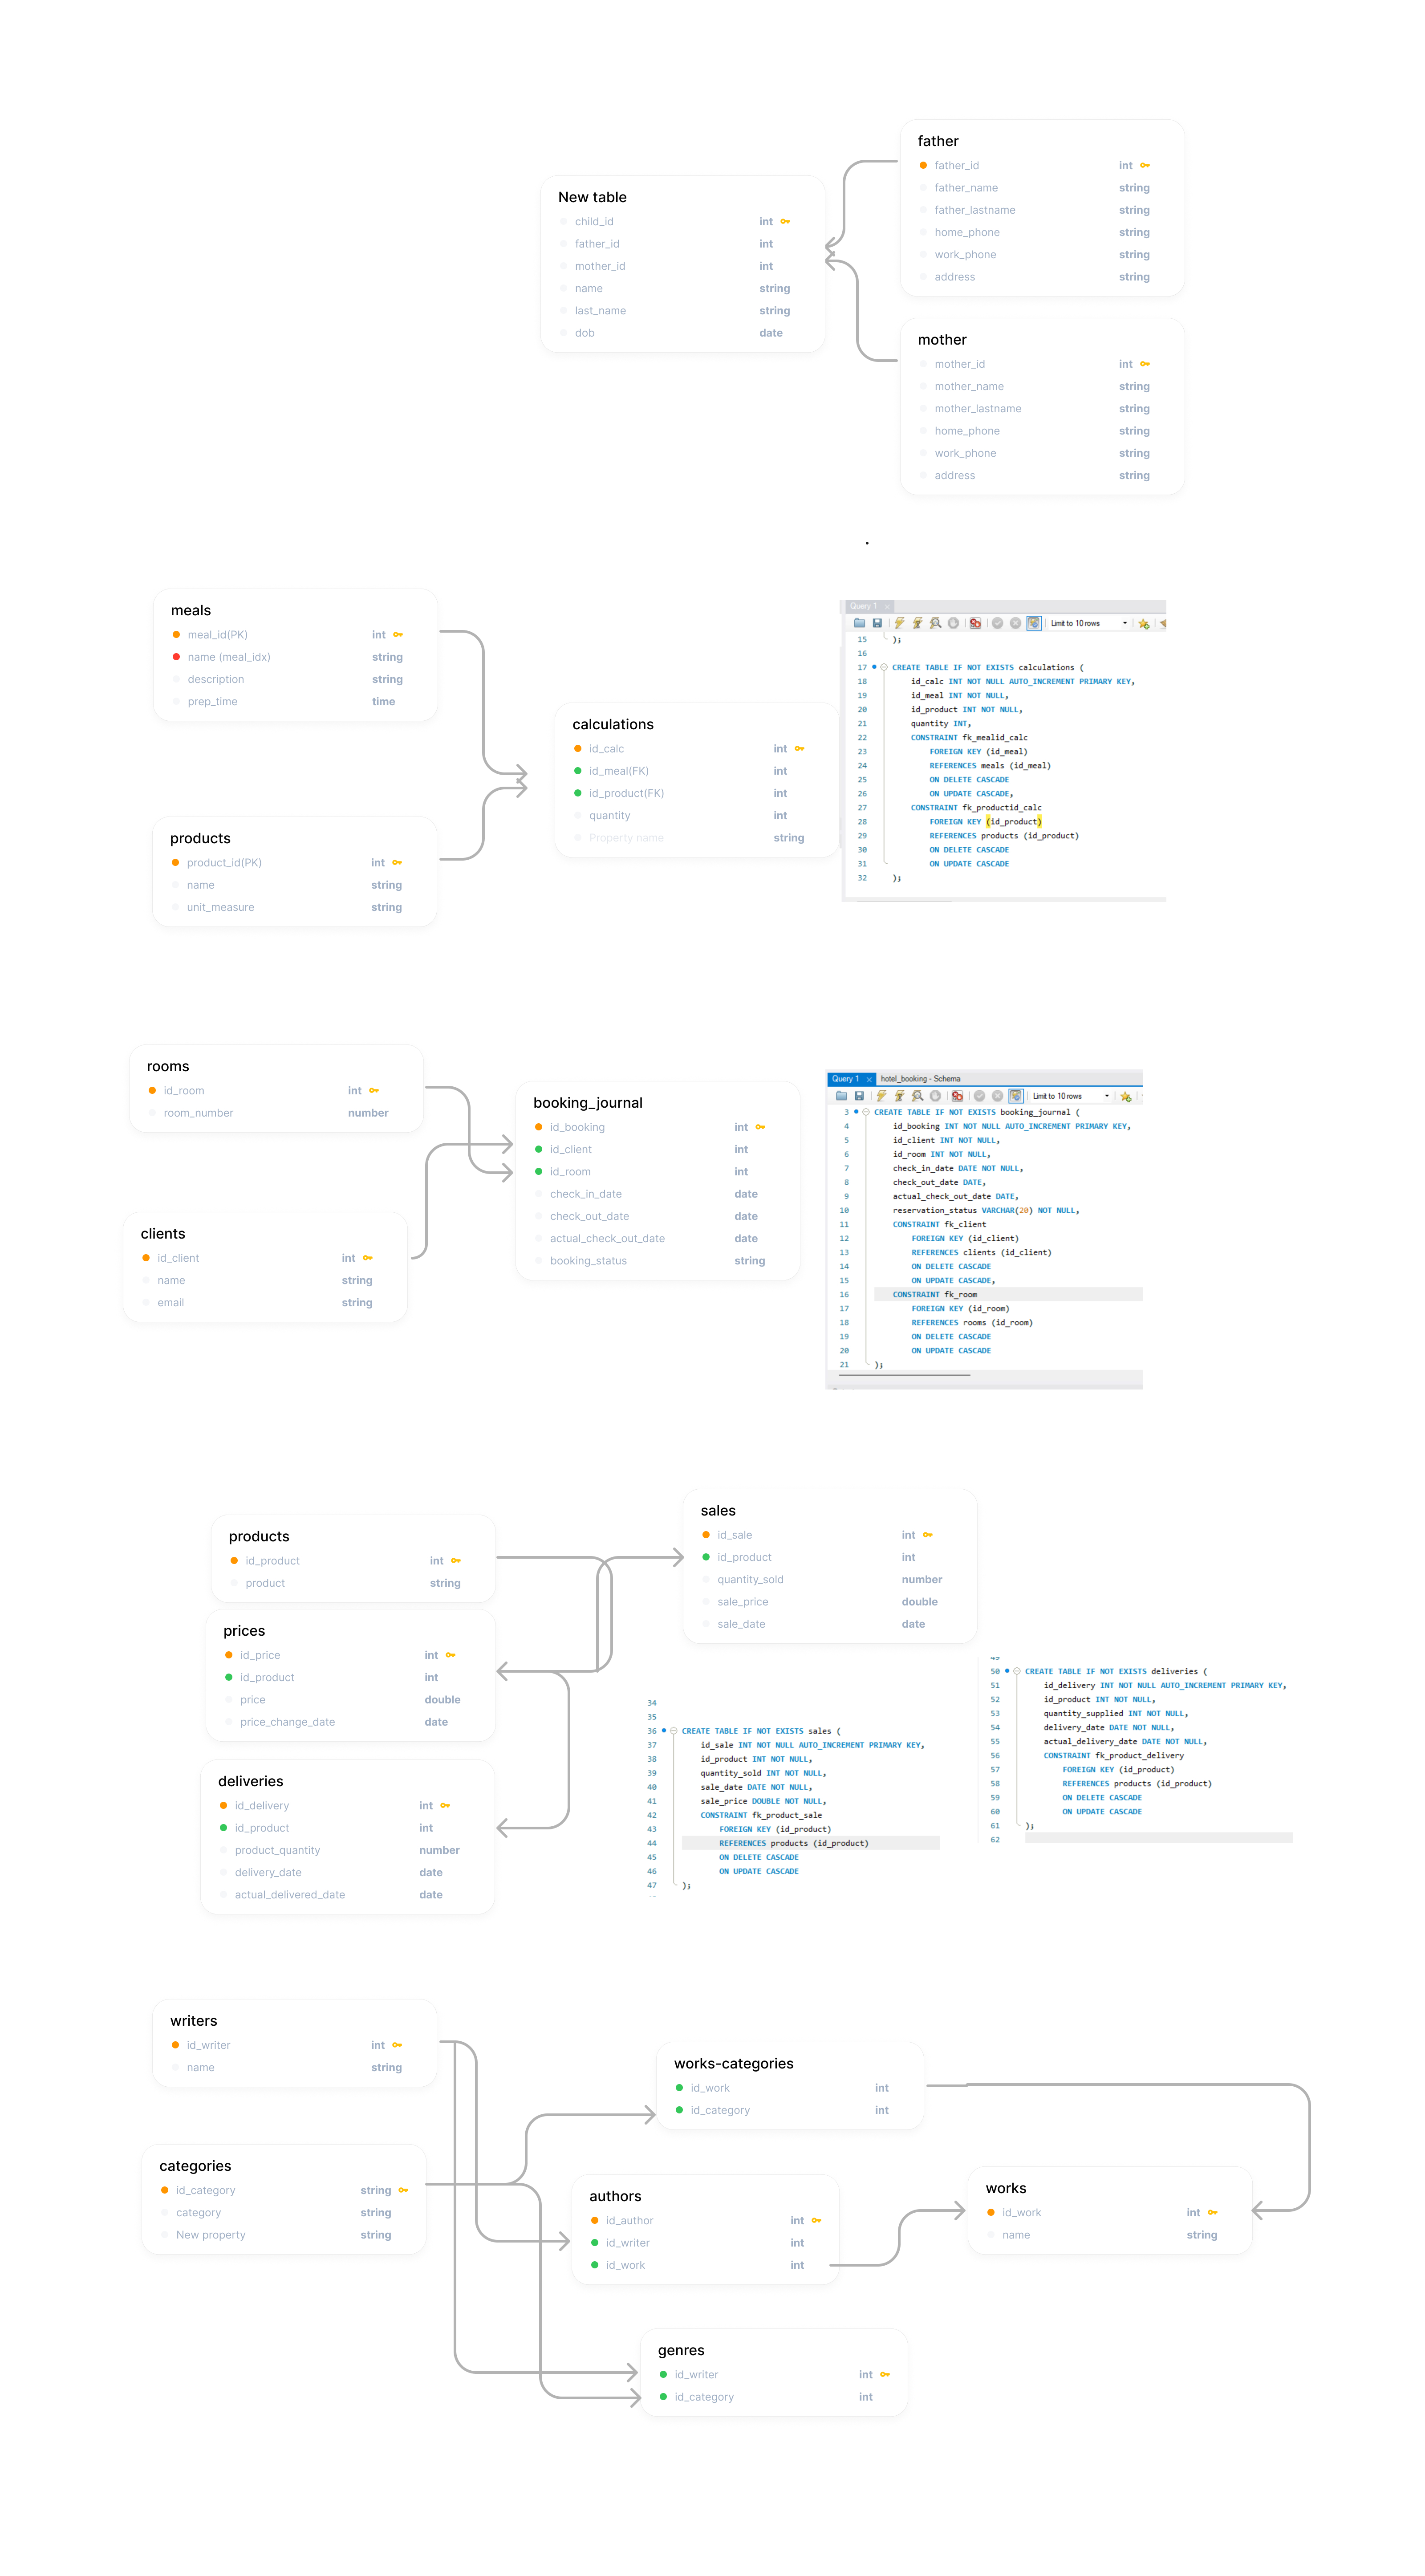 father
father_id int
father_name string
father_lastname string
home_phone string
work_phone string
address string
New table
child_id int
father_id int
mother_id int
name string
last_name string
dob date
mother
mother_id int
mother_name string
mother_lastname string
home_phone string
work_phone string
address string
.
meals
meal_id(PK) int
name (meal_idx) string
description string
prep_time time
calculations
id_calc int
id_meal(FK) int
id_product(FK) int
quantity int
Property name string
products
product_id(PK) int
name string
unit_measure string
Query 1
Limit to 10 rows
15 );
16
17 CREATE TABLE IF NOT EXISTS calculations (
18 id_calc INT NOT NULL AUTO_INCREMENT PRIMARY KEY,
19 id_meal INT NOT NULL,
20 id_product INT NOT NULL,
21 quantity INT,
22 CONSTRAINT fk_mealid_calc
23 FOREIGN KEY (id_meal)
24 REFERENCES meals (id_meal)
25 ON DELETE CASCADE
26 ON UPDATE CASCADE,
27 CONSTRAINT fk_productid_calc
28 FOREIGN KEY (id_product)
29 REFERENCES products (id_product)
30 ON DELETE CASCADE
31 ON UPDATE CASCADE
32 );
rooms
id_room int
room_number number
booking_journal
id_booking int
id_client int
id_room int
check_in_date date
check_out_date date
actual_check_out_date date
booking_status string
clients
id_client int
name string
email string
Query 1 hotel_booking - Schema
Limit to 10 rows
3 CREATE TABLE IF NOT EXISTS booking_journal (
4 id_booking INT NOT NULL AUTO_INCREMENT PRIMARY KEY,
5 id_client INT NOT NULL,
6 id_room INT NOT NULL,
7 check_in_date DATE NOT NULL,
8 check_out_date DATE,
9 actual_check_out_date DATE,
10 reservation_status VARCHAR(20) NOT NULL,
11 CONSTRAINT fk_client
12 FOREIGN KEY (id_client)
13 REFERENCES clients (id_client)
14 ON DELETE CASCADE
15 ON UPDATE CASCADE,
16 CONSTRAINT fk_room
17 FOREIGN KEY (id_room)
18 REFERENCES rooms (id_room)
19 ON DELETE CASCADE
20 ON UPDATE CASCADE
21 );
sales
id_sale int
id_product int
quantity_sold number
sale_price double
sale_date date
products
id_product int
product string
prices
id_price int
id_product int
price double
price_change_date date
deliveries
id_delivery int
id_product int
product_quantity number
delivery_date date
actual_delivered_date date
34
35
36 CREATE TABLE IF NOT EXISTS sales (
37 id_sale INT NOT NULL AUTO_INCREMENT PRIMARY KEY,
38 id_product INT NOT NULL,
39 quantity_sold INT NOT NULL,
40 sale_date DATE NOT NULL,
41 sale_price DOUBLE NOT NULL,
42 CONSTRAINT fk_product_sale
43 FOREIGN KEY (id_product)
44 REFERENCES products (id_product)
45 ON DELETE CASCADE
46 ON UPDATE CASCADE
47 );
49
50 CREATE TABLE IF NOT EXISTS deliveries (
51 id_delivery INT NOT NULL AUTO_INCREMENT PRIMARY KEY,
52 id_product INT NOT NULL,
53 quantity_supplied INT NOT NULL,
54 delivery_date DATE NOT NULL,
55 actual_delivery_date DATE NOT NULL,
56 CONSTRAINT fk_product_delivery
57 FOREIGN KEY (id_product)
58 REFERENCES products (id_product)
59 ON DELETE CASCADE
60 ON UPDATE CASCADE
61 );
62
writers
id_writer int
name string
works-categories
id_work int
id_category int
categories
id_category string
category string
New property string
authors
id_author int
id_writer int
id_work int
works
id_work int
name string
genres
id_writer int
id_category int